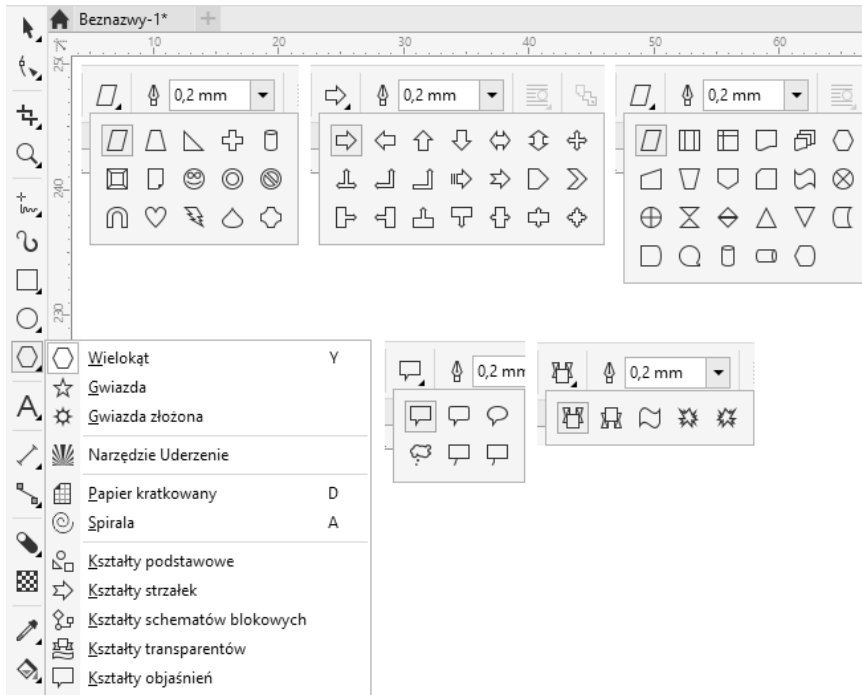 Beznazwy-1*
10 20 30 40 50 60
250
0,2 mm
0,2 mm
0,2 mm
240
230
Wielokąt Y
Gwiazda
Gwiazda złożona
Narzędzie Uderzenie
Papier kratkowany D
Spirala A
Kształty podstawowe
Kształty strzałek
Kształty schematów blokowych
Kształty transparentów
Kształty objaśnień
0,2 mm
0,2 mm